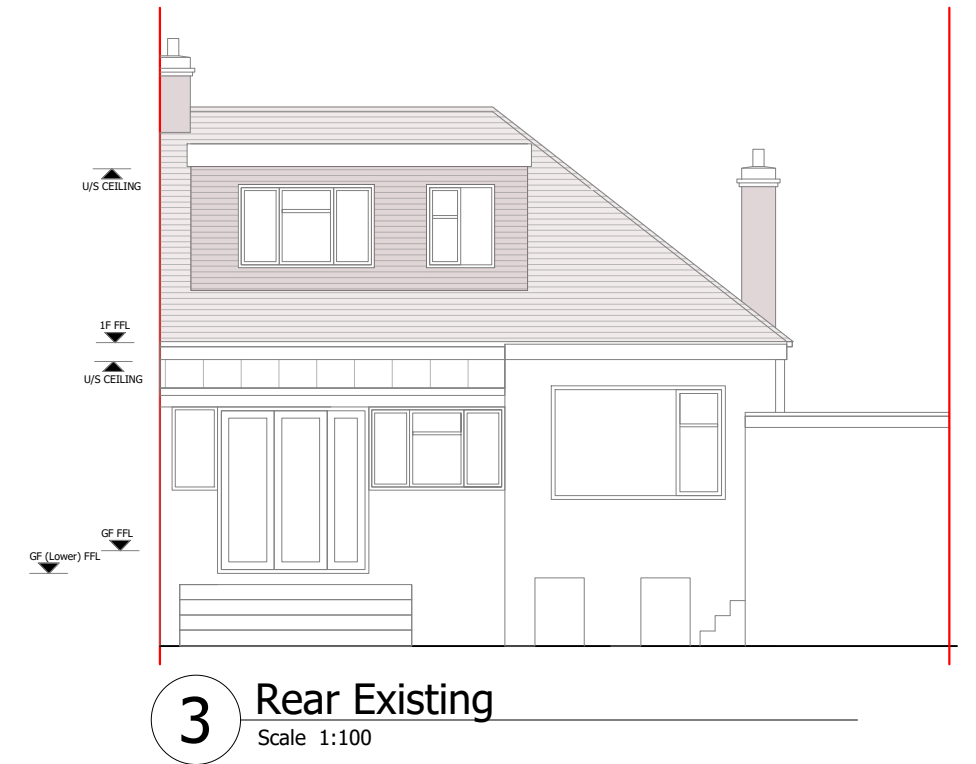 U/S CEILING
1F FFL
U/S CEILING
GF FFL
GF (Lower) FFL
3
Rear Existing
Scale 1:100